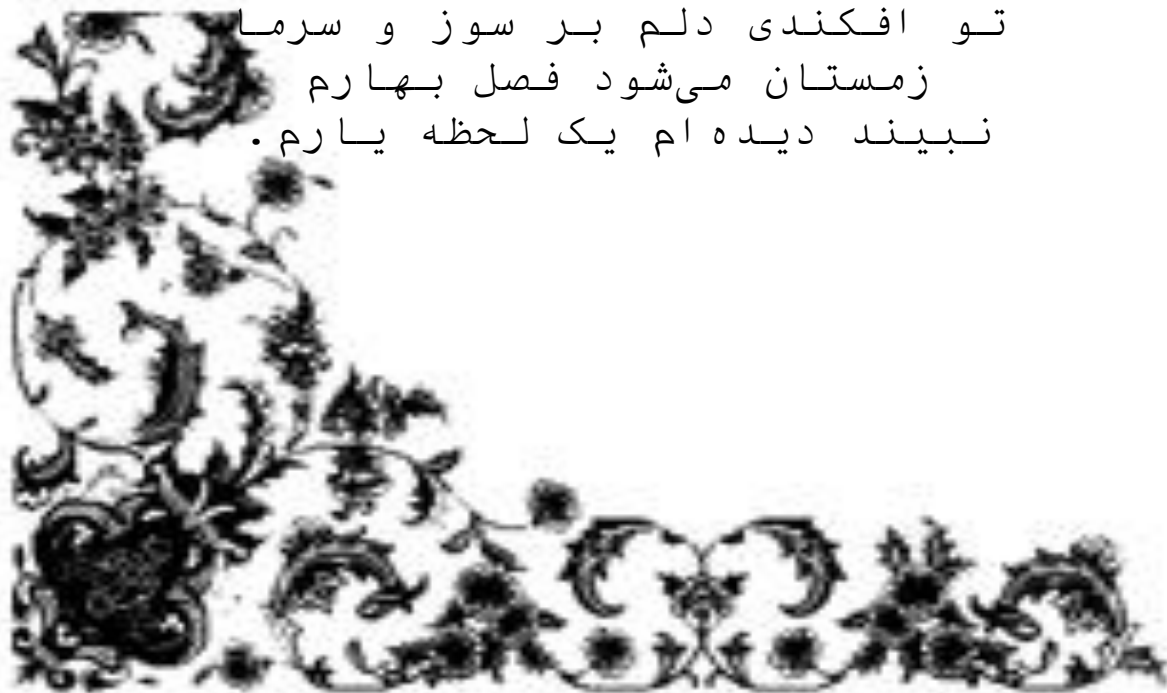 تو افکندی دلم بر سوز و سرما
زمستان می‌شود فصل بهارم
نبیند دیده ام یک لحظه یارم.